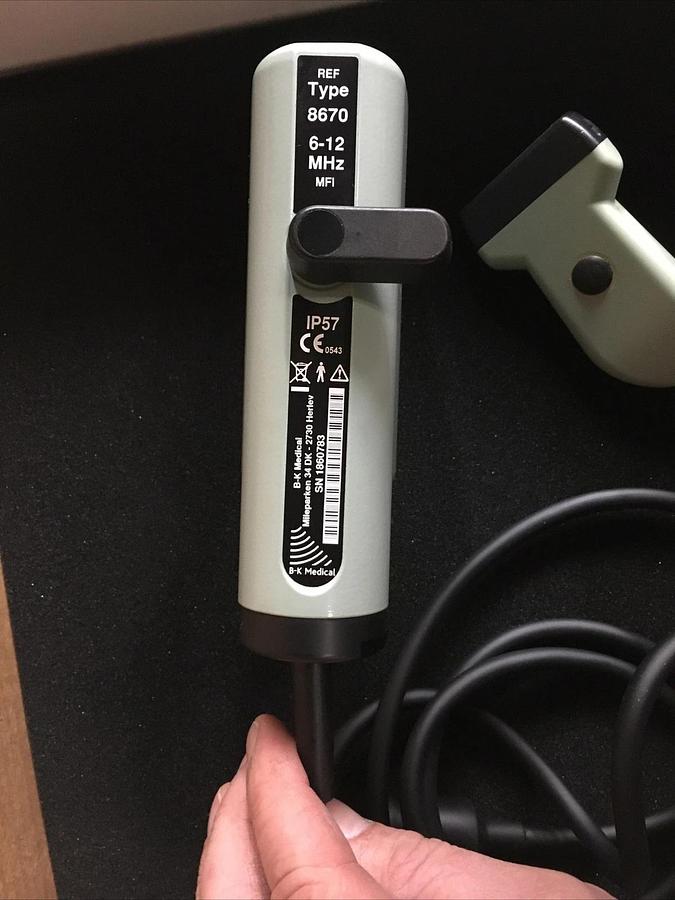 REF
Type
8670
6-12
MHz
MFI
IP57
CE 0543
B-K Medical
Mileparken 34 DK - 2730 Herlev
SN 1860783
B-K Medical